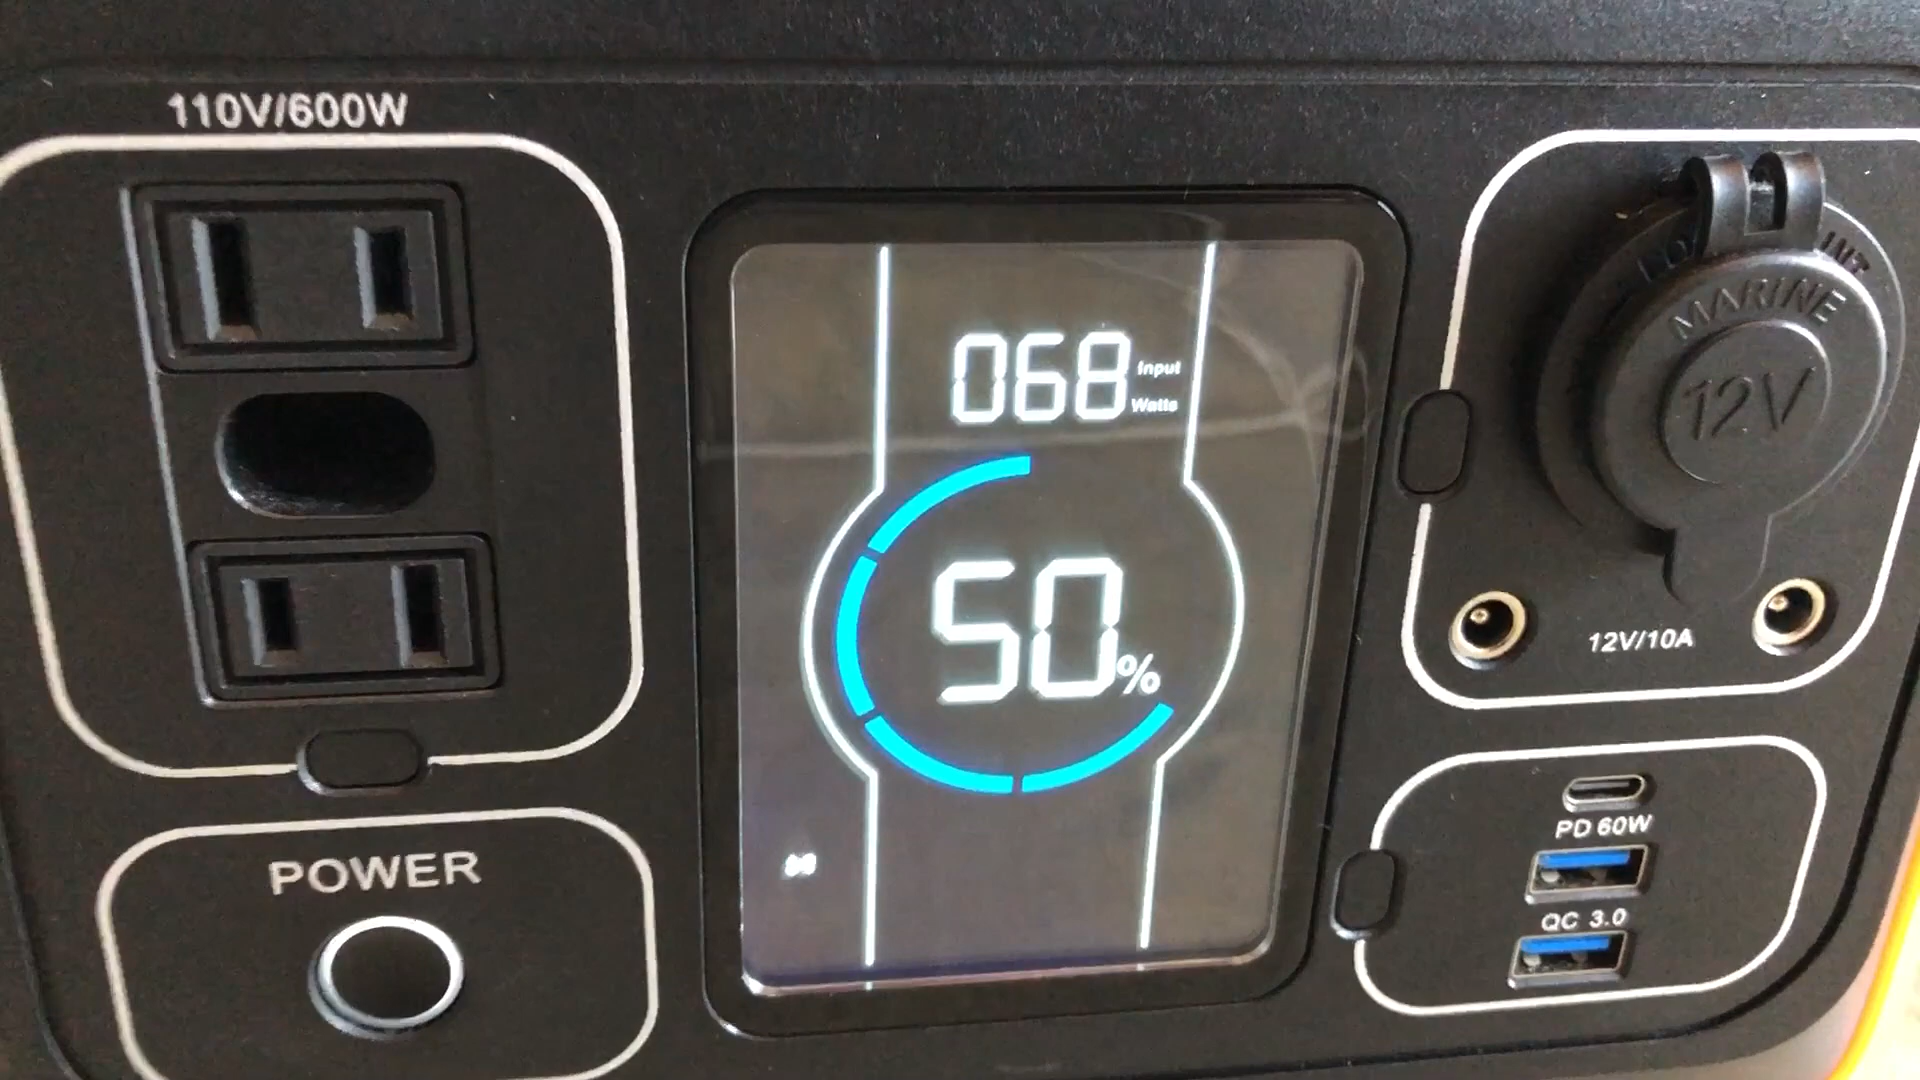 110V/600W
068 Input
Watts
50%
POWER
MARINE
12V
12V/10A
PD 60W
QC 3.0